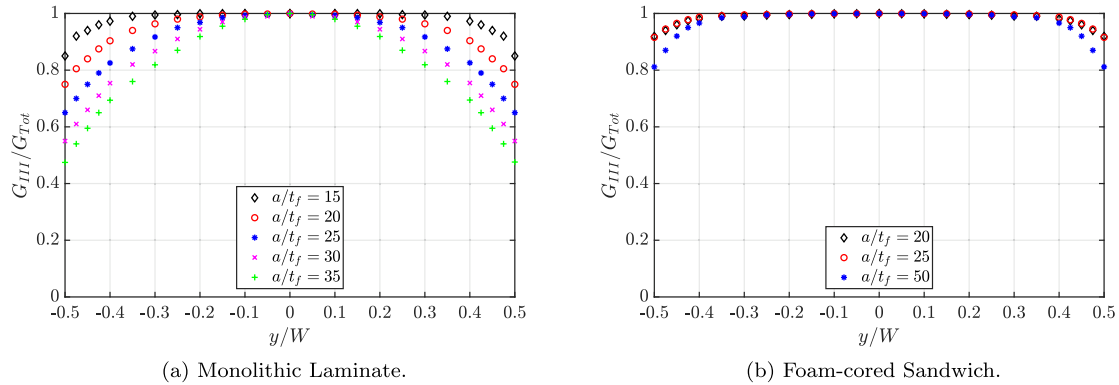 1
0.8
0.6
0.4
0.2
0
G_{III}/G_{Tot}
-0.5 -0.4 -0.3 -0.2 -0.1 0 0.1 0.2 0.3 0.4 0.5
y/W
a/t_f = 15
a/t_f = 20
a/t_f = 25
a/t_f = 30
a/t_f = 35
(a) Monolithic Laminate.
1
0.8
0.6
0.4
0.2
0
G_{III}/G_{Tot}
-0.5 -0.4 -0.3 -0.2 -0.1 0 0.1 0.2 0.3 0.4 0.5
y/W
a/t_f = 20
a/t_f = 25
a/t_f = 50
(b) Foam-cored Sandwich.